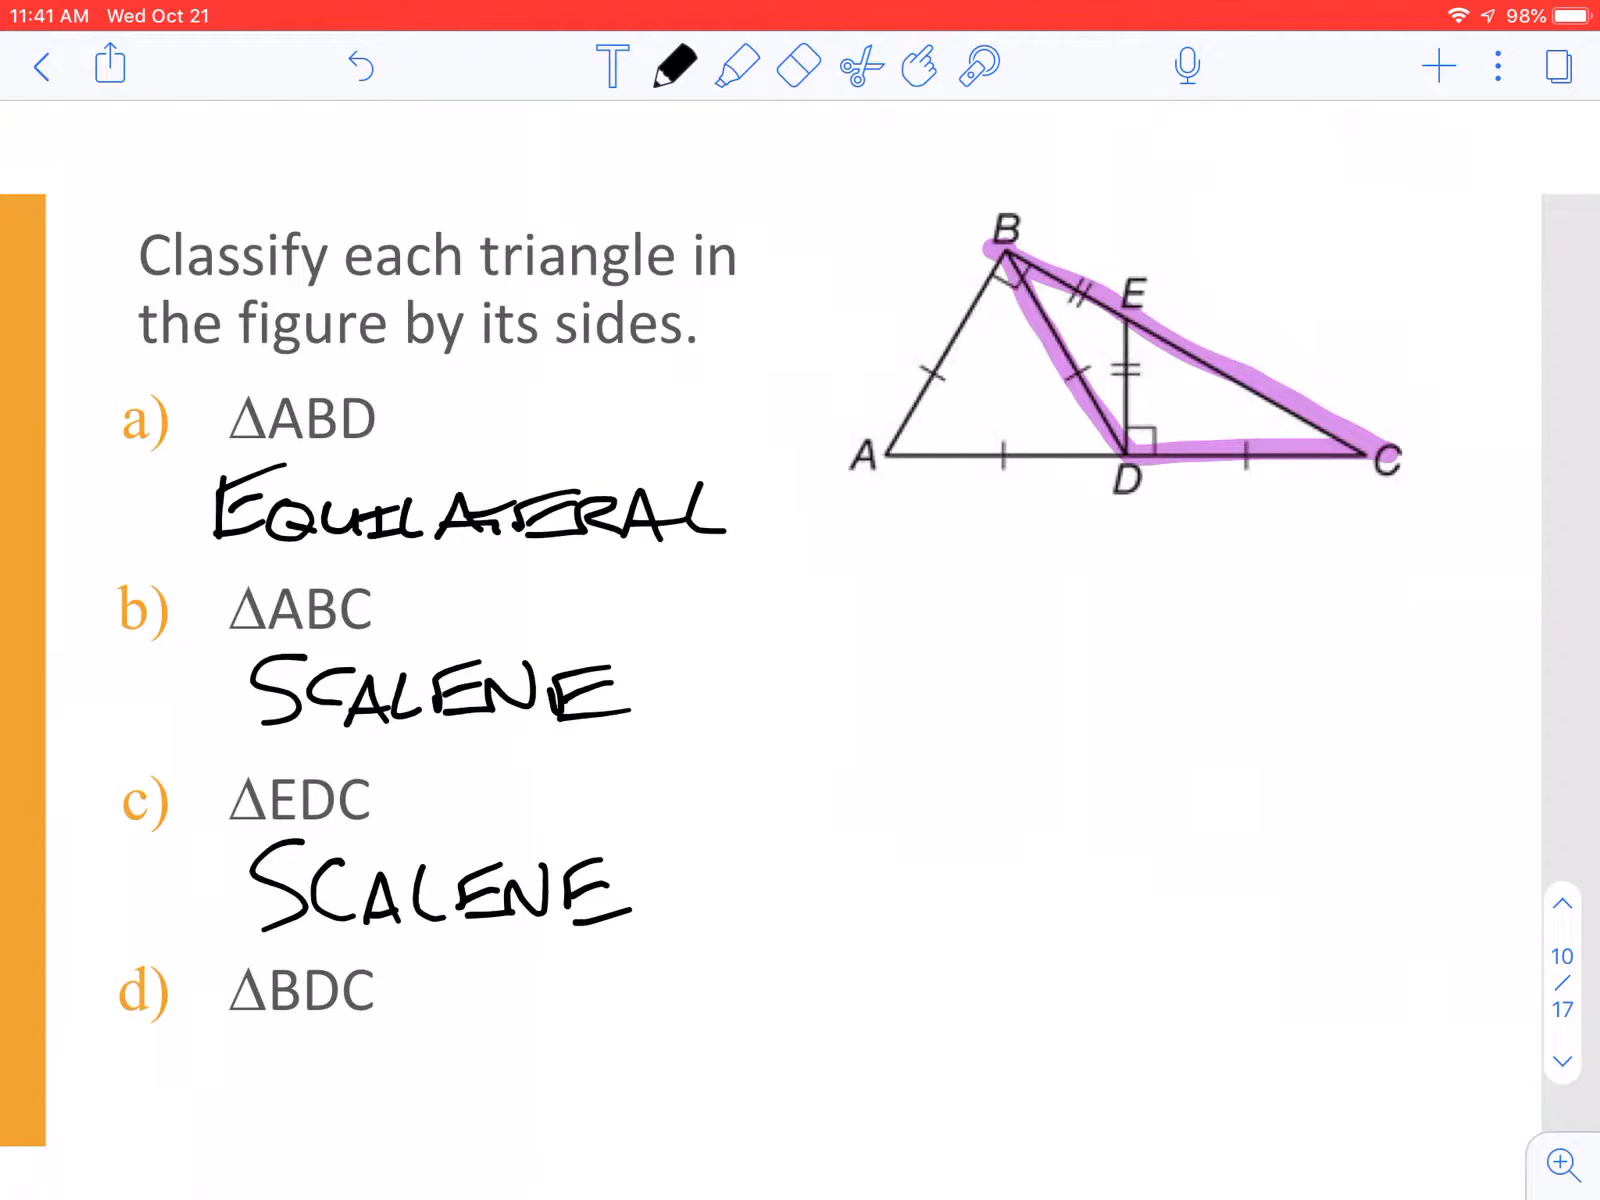 11:41 AM Wed Oct 21
98%
T
Classify each triangle in
the figure by its sides.
a) ΔABD
EQUILATERAL
b) ΔABC
SCALENE
c) ΔEDC
SCALENE
d) ΔBDC
B
E
A
D
C
10
/
17